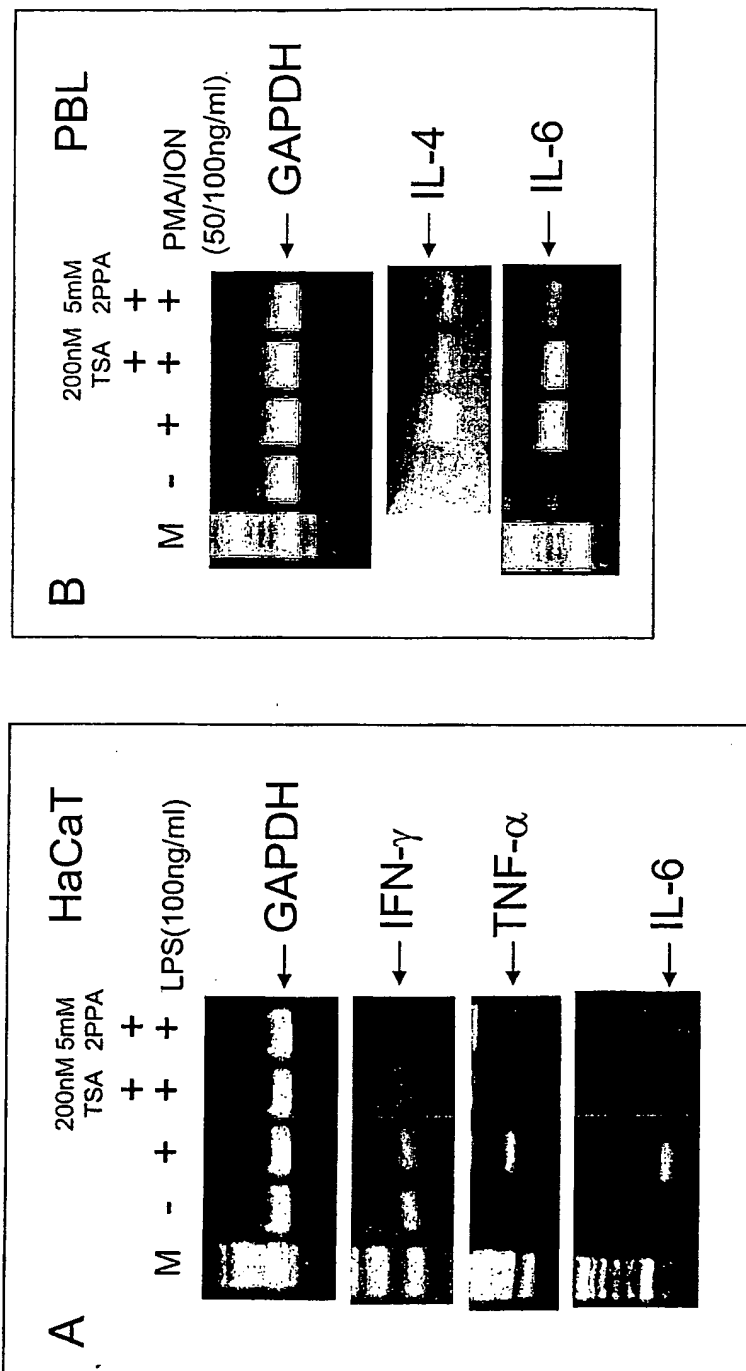 A
HaCaT
200nM 5mM
TSA 2PPA
+ +
M - + + + LPS(100ng/ml)
← GAPDH
← IFN-γ
← TNF-α
← IL-6
B
PBL
200nM 5mM
TSA 2PPA
+ +
M - + + + PMA/ION
(50/100ng/ml).
← GAPDH
← IL-4
← IL-6